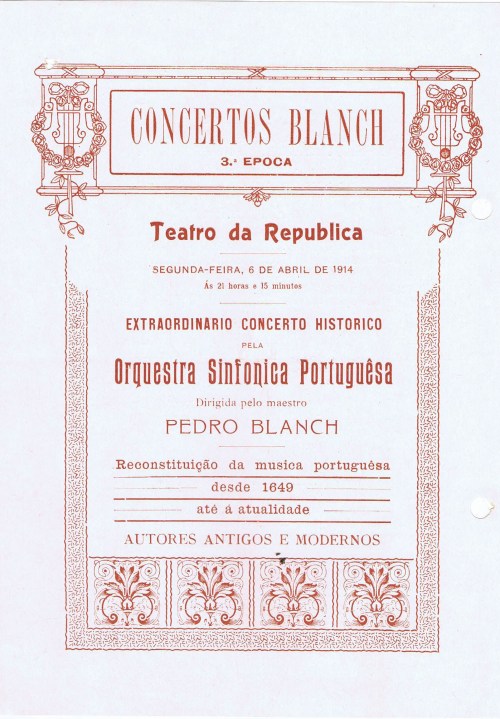 CONCERTOS BLANCH
3.ª EPOCA
Teatro da Republica
SEGUNDA-FEIRA, 6 DE ABRIL DE 1914
Ás 21 horas e 15 minutos
EXTRAORDINARIO CONCERTO HISTORICO
PELA
Orquestra Sinfonica Portuguêsa
Dirigida pelo maestro
PEDRO BLANCH
Reconstituição da musica portuguêsa
desde 1649
até á atualidade
AUTORES ANTIGOS E MODERNOS